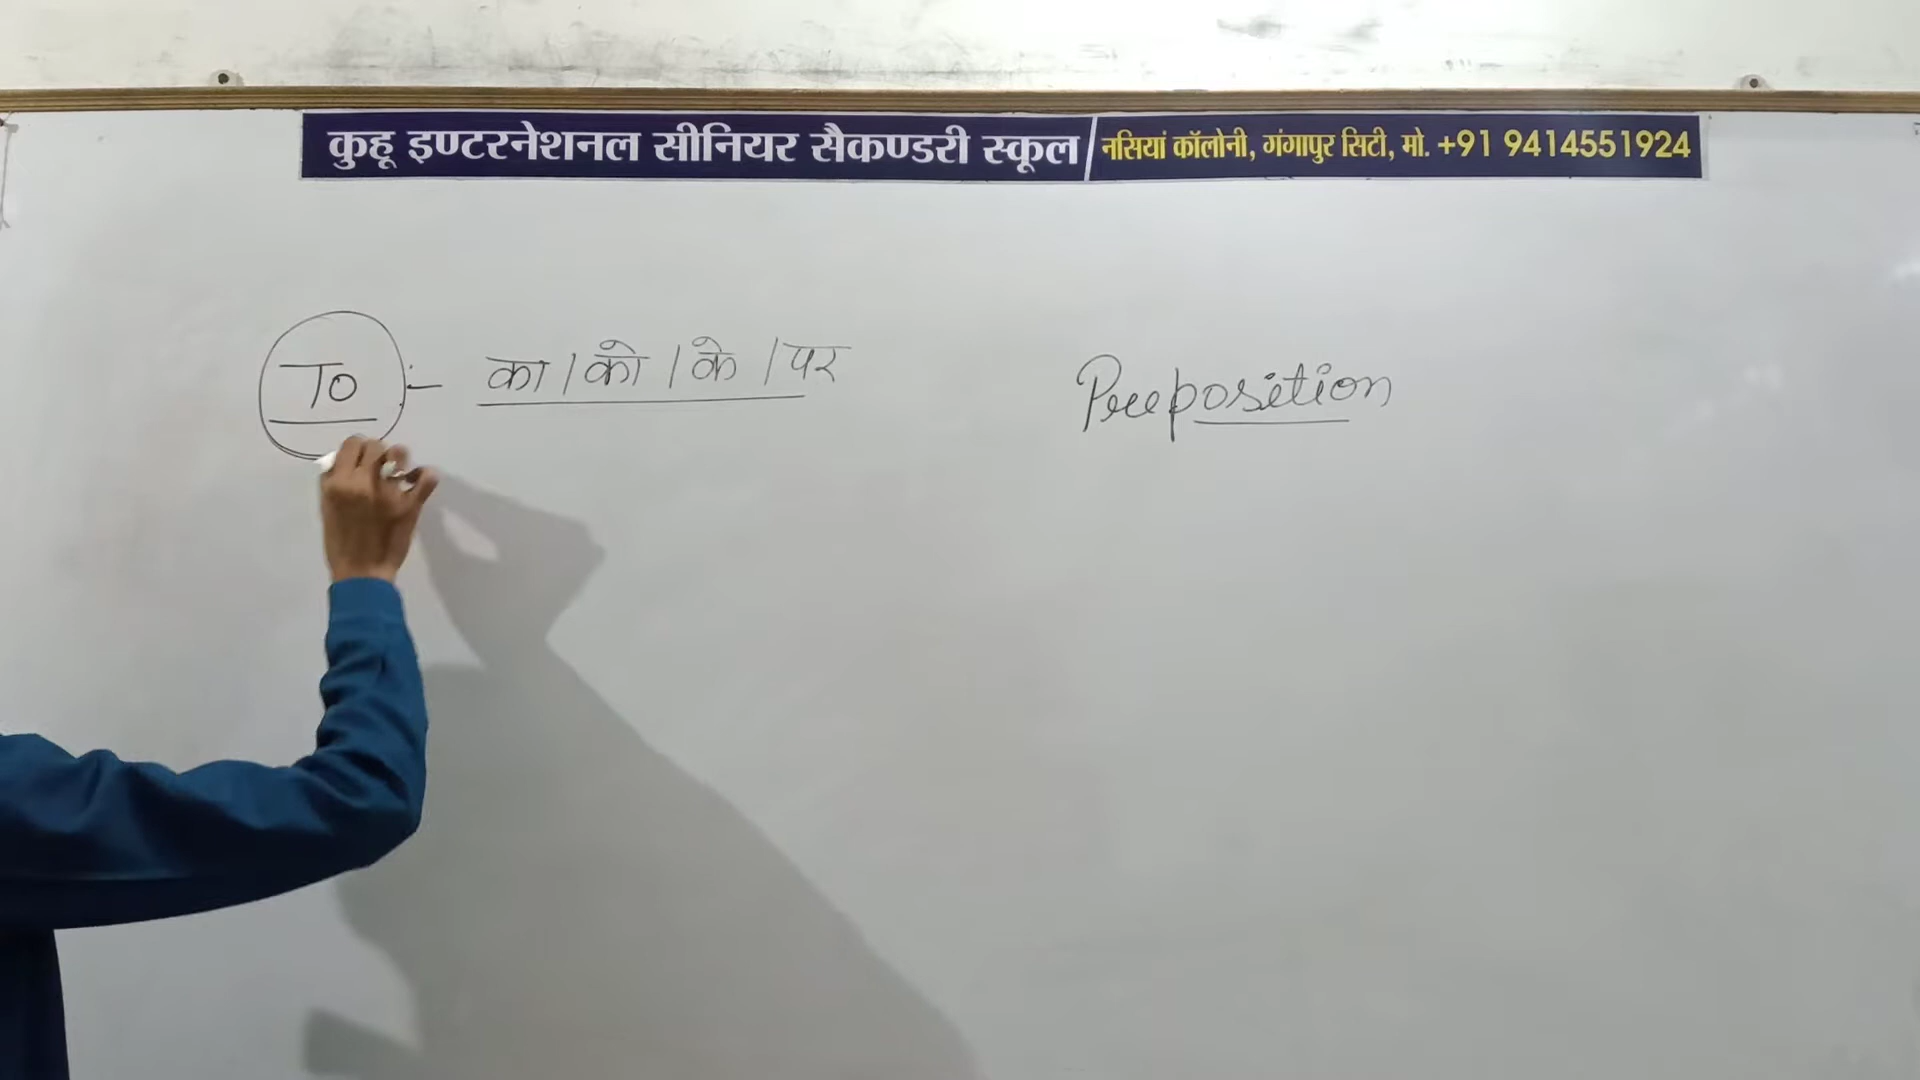 कुहू इण्टरनेशनल सीनियर सैकण्डरी स्कूल/नसियां कॉलोनी, गंगापुर सिटी, मो. +91 9414551924
To :- का/को/के/पर
Preposition